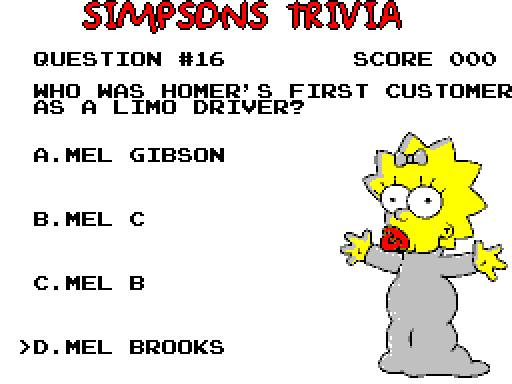 SIMPSONS TRIVIA
QUESTION #16 SCORE 000
WHO WAS HOMER'S FIRST CUSTOMER
AS A LIMO DRIVER?
A.MEL GIBSON
B.MEL C
C.MEL B
>D.MEL BROOKS